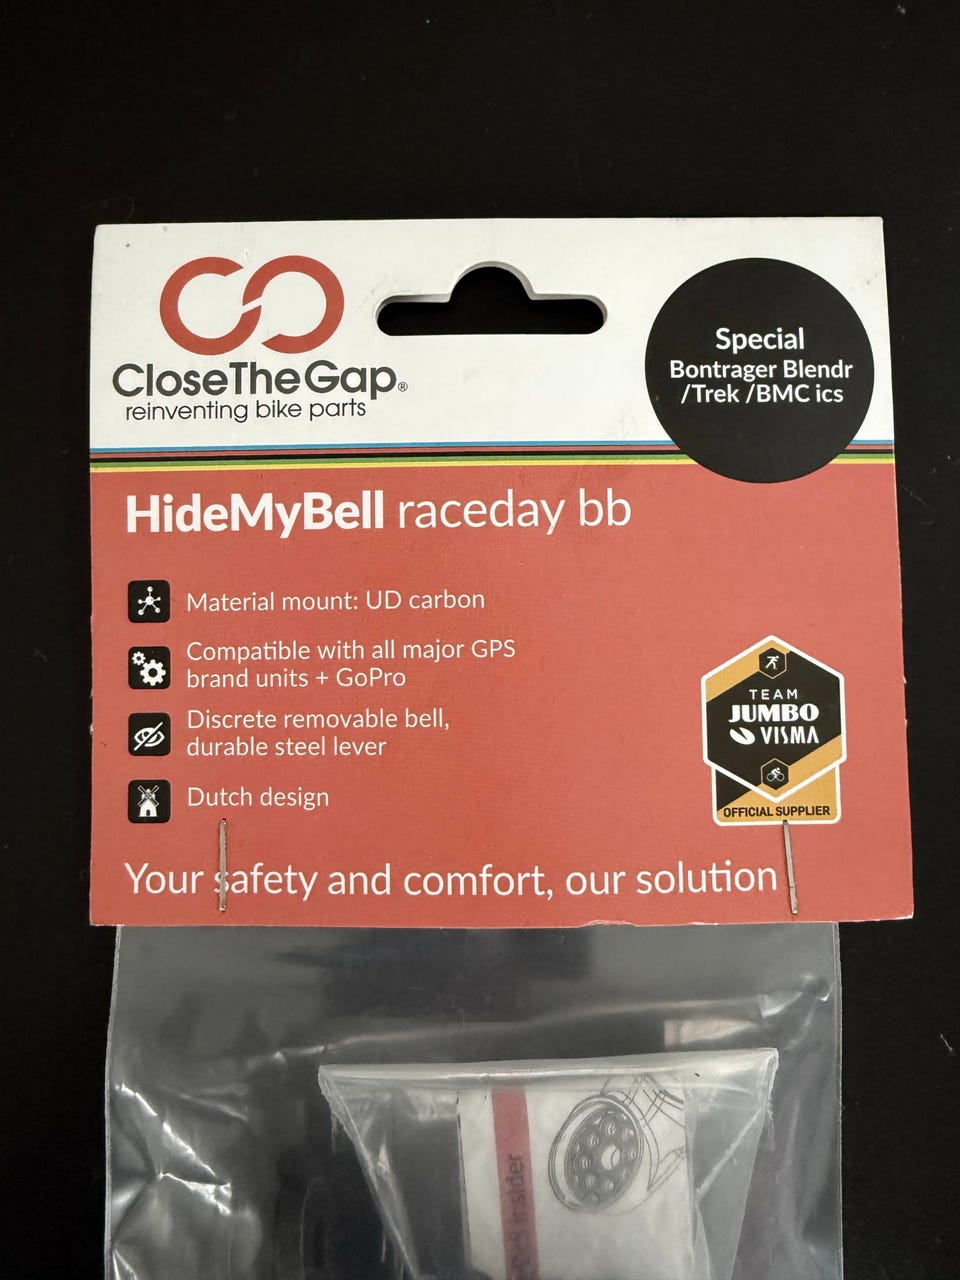 CloseTheGap®
reinventing bike parts
Special
Bontrager Blendr
/Trek /BMC ics
HideMyBell raceday bb
Material mount: UD carbon
Compatible with all major GPS
brand units + GoPro
Discrete removable bell,
durable steel lever
Dutch design
TEAM
JUMBO
VISMA
OFFICIAL SUPPLIER
Your safety and comfort, our solution
insider